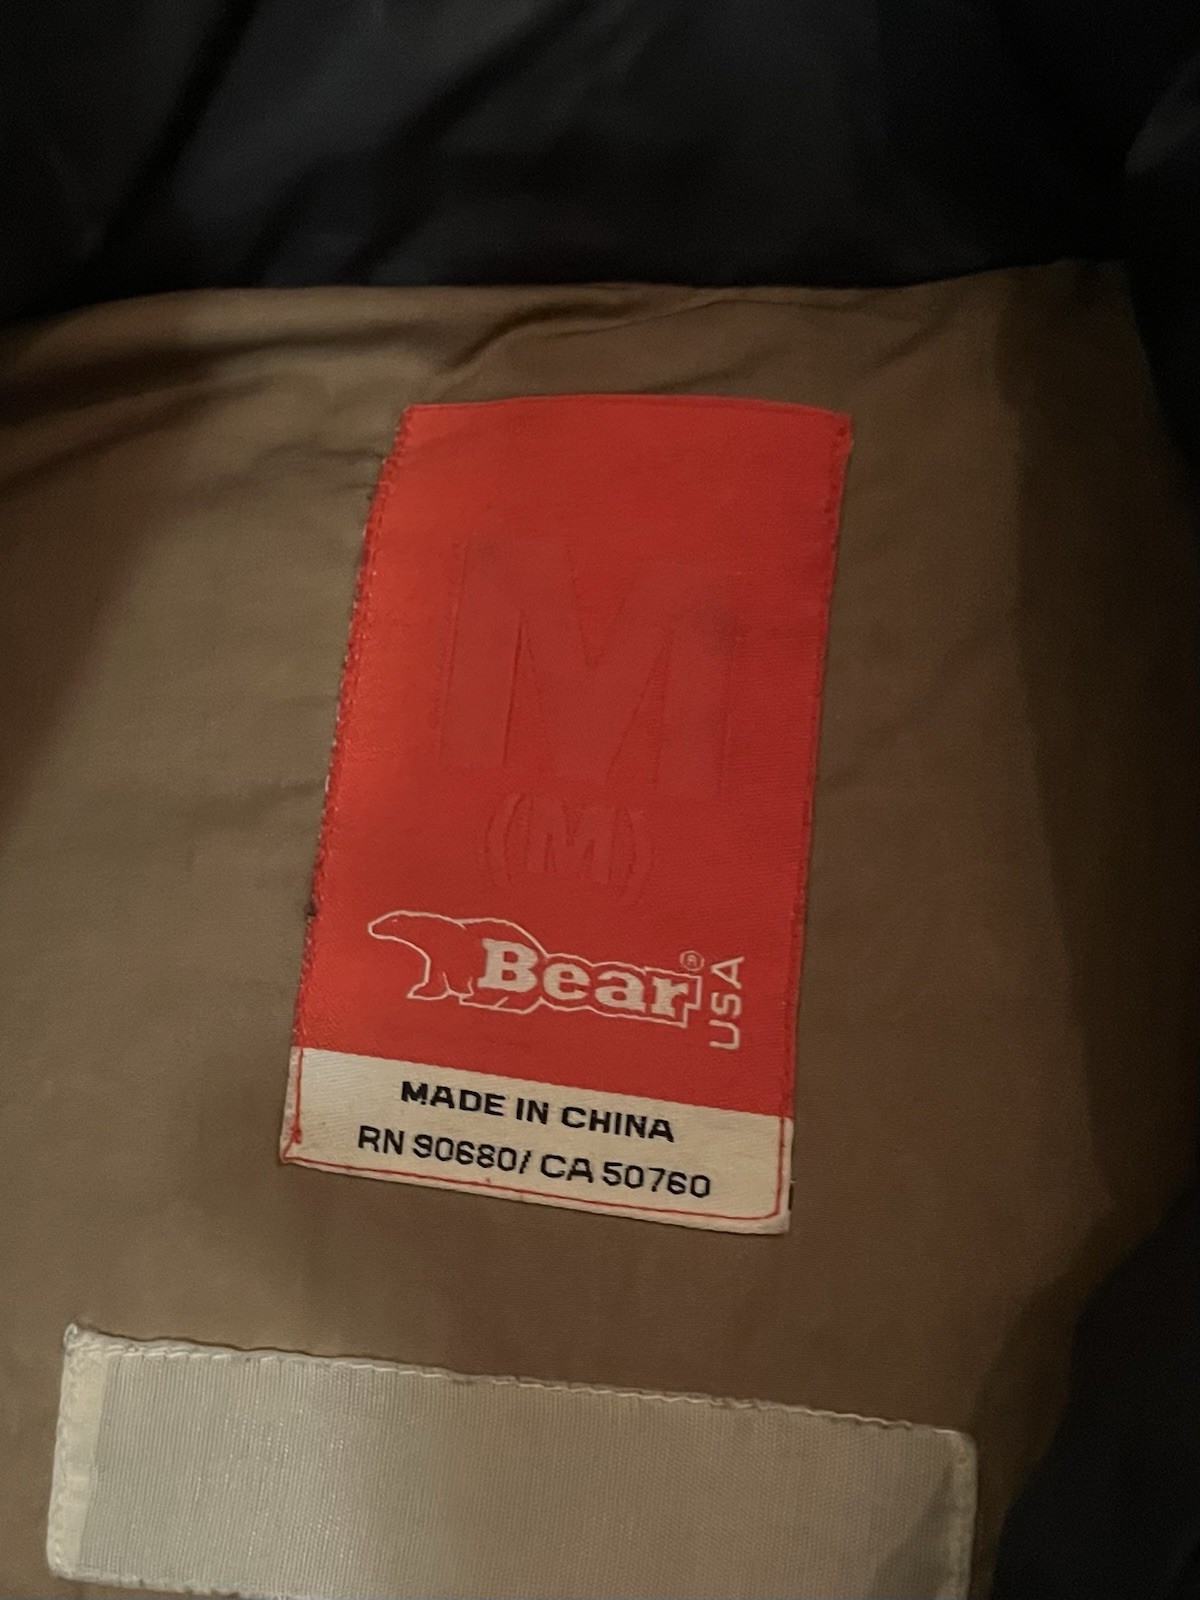 M
(M)
Bear® USA
MADE IN CHINA
RN 90680/ CA 50760